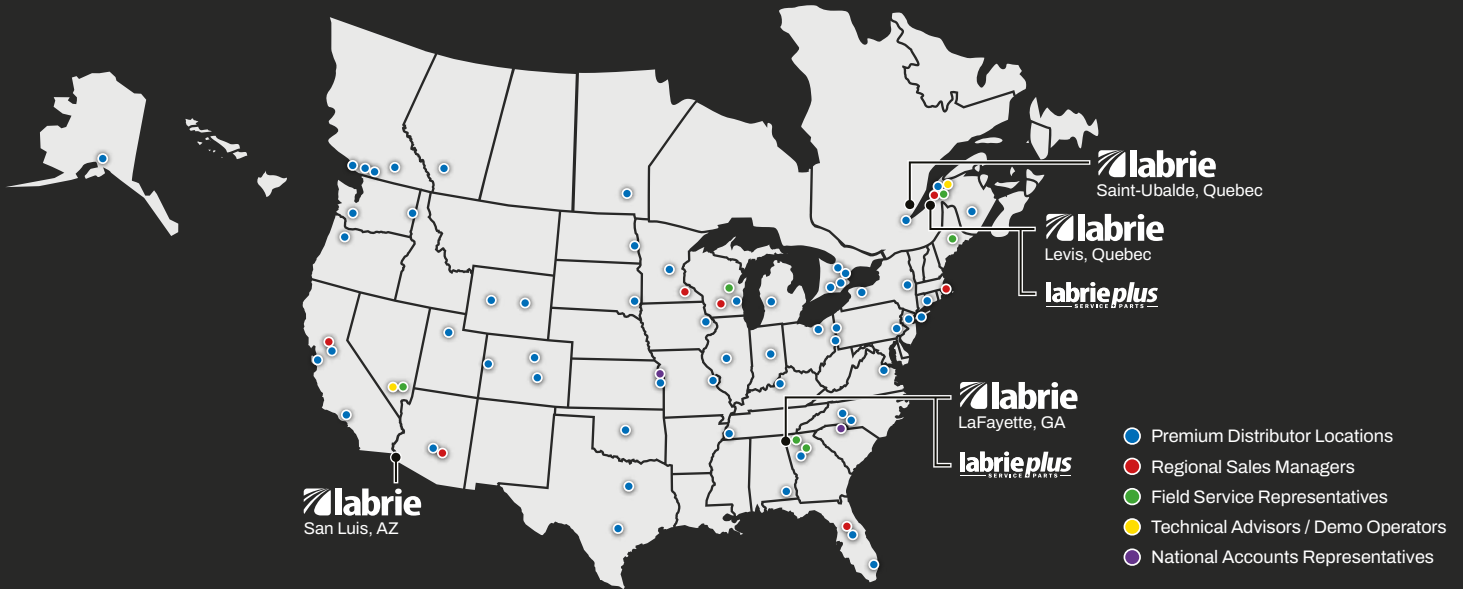 labrie
Saint-Ubalde, Quebec
labrie
Levis, Quebec
labrieplus
SERVICE & PARTS
labrie
LaFayette, GA
labrieplus
SERVICE & PARTS
labrie
San Luis, AZ
Premium Distributor Locations
Regional Sales Managers
Field Service Representatives
Technical Advisors / Demo Operators
National Accounts Representatives